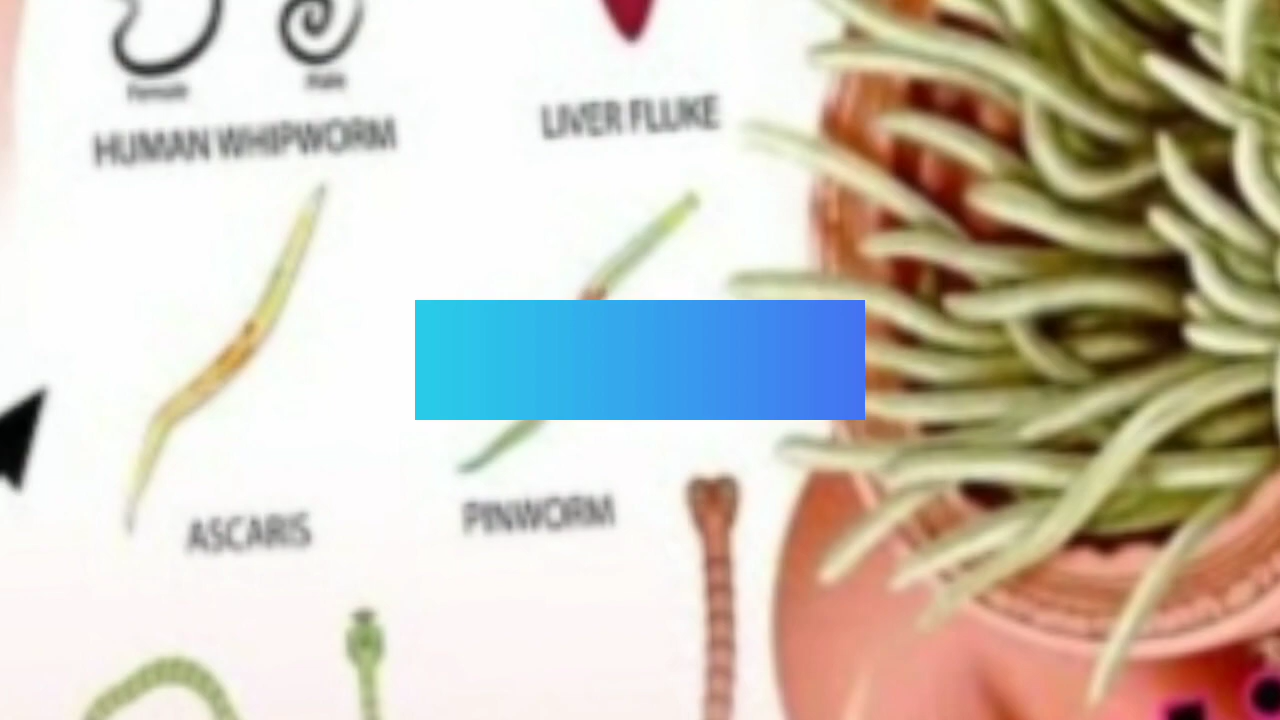 Female
Male
HUMAN WHIPWORM
LIVER FLUKE
ASCARIS
PINWORM